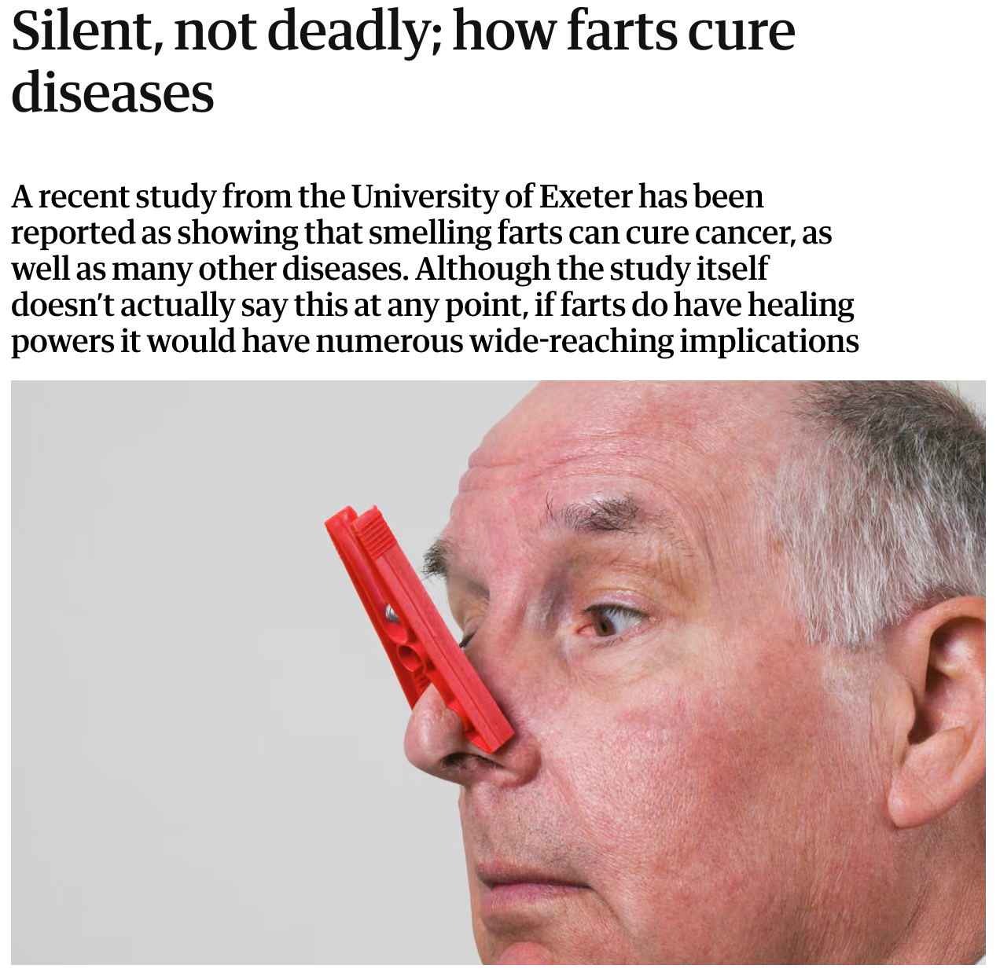 Silent, not deadly; how farts cure
diseases
A recent study from the University of Exeter has been
reported as showing that smelling farts can cure cancer, as
well as many other diseases. Although the study itself
doesn’t actually say this at any point, if farts do have healing
powers it would have numerous wide-reaching implications